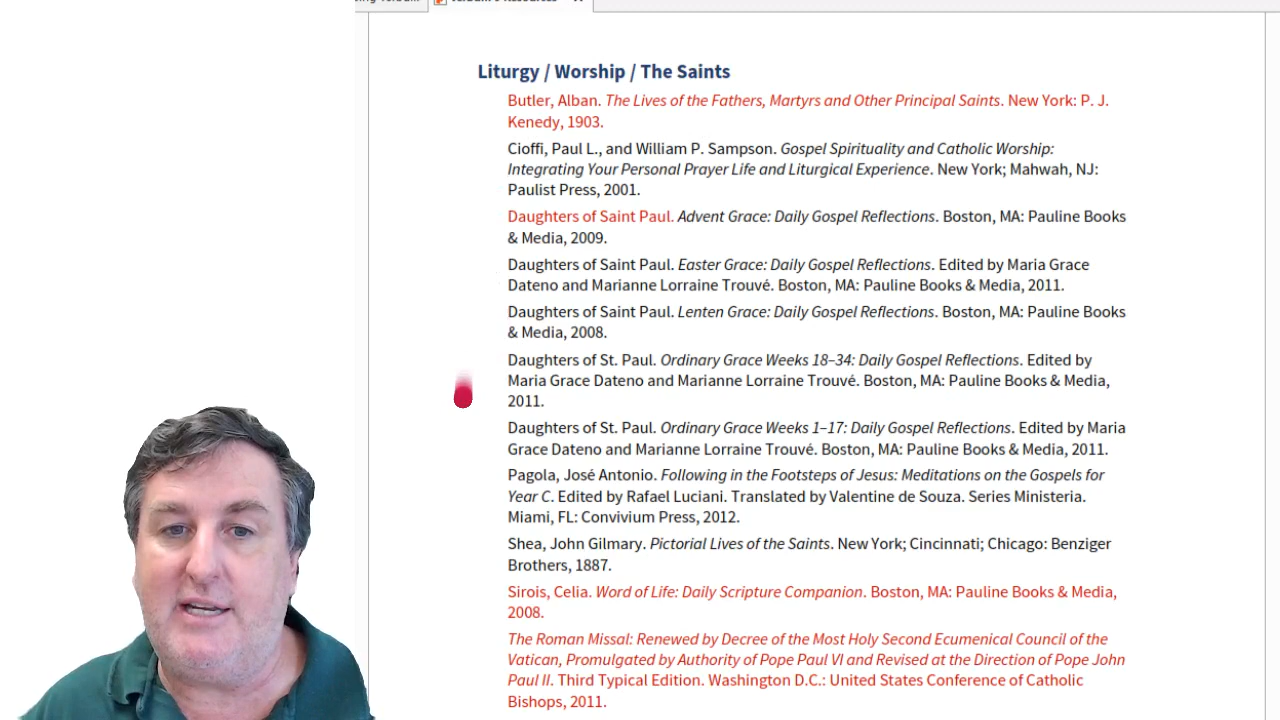 Liturgy / Worship / The Saints
Butler, Alban. The Lives of the Fathers, Martyrs and Other Principal Saints. New York: P. J.
Kenedy, 1903.
Cioffi, Paul L., and William P. Sampson. Gospel Spirituality and Catholic Worship:
Integrating Your Personal Prayer Life and Liturgical Experience. New York; Mahwah, NJ:
Paulist Press, 2001.
Daughters of Saint Paul. Advent Grace: Daily Gospel Reflections. Boston, MA: Pauline Books
& Media, 2009.
Daughters of Saint Paul. Easter Grace: Daily Gospel Reflections. Edited by Maria Grace
Dateno and Marianne Lorraine Trouvé. Boston, MA: Pauline Books & Media, 2011.
Daughters of Saint Paul. Lenten Grace: Daily Gospel Reflections. Boston, MA: Pauline Books
& Media, 2008.
Daughters of St. Paul. Ordinary Grace Weeks 18–34: Daily Gospel Reflections. Edited by
Maria Grace Dateno and Marianne Lorraine Trouvé. Boston, MA: Pauline Books & Media,
2011.
Daughters of St. Paul. Ordinary Grace Weeks 1–17: Daily Gospel Reflections. Edited by Maria
Grace Dateno and Marianne Lorraine Trouvé. Boston, MA: Pauline Books & Media, 2011.
Pagola, José Antonio. Following in the Footsteps of Jesus: Meditations on the Gospels for
Year C. Edited by Rafael Luciani. Translated by Valentine de Souza. Series Ministeria.
Miami, FL: Convivium Press, 2012.
Shea, John Gilmary. Pictorial Lives of the Saints. New York; Cincinnati; Chicago: Benziger
Brothers, 1887.
Sirois, Celia. Word of Life: Daily Scripture Companion. Boston, MA: Pauline Books & Media,
2008.
The Roman Missal: Renewed by Decree of the Most Holy Second Ecumenical Council of the
Vatican, Promulgated by Authority of Pope Paul VI and Revised at the Direction of Pope John
Paul II. Third Typical Edition. Washington D.C.: United States Conference of Catholic
Bishops, 2011.